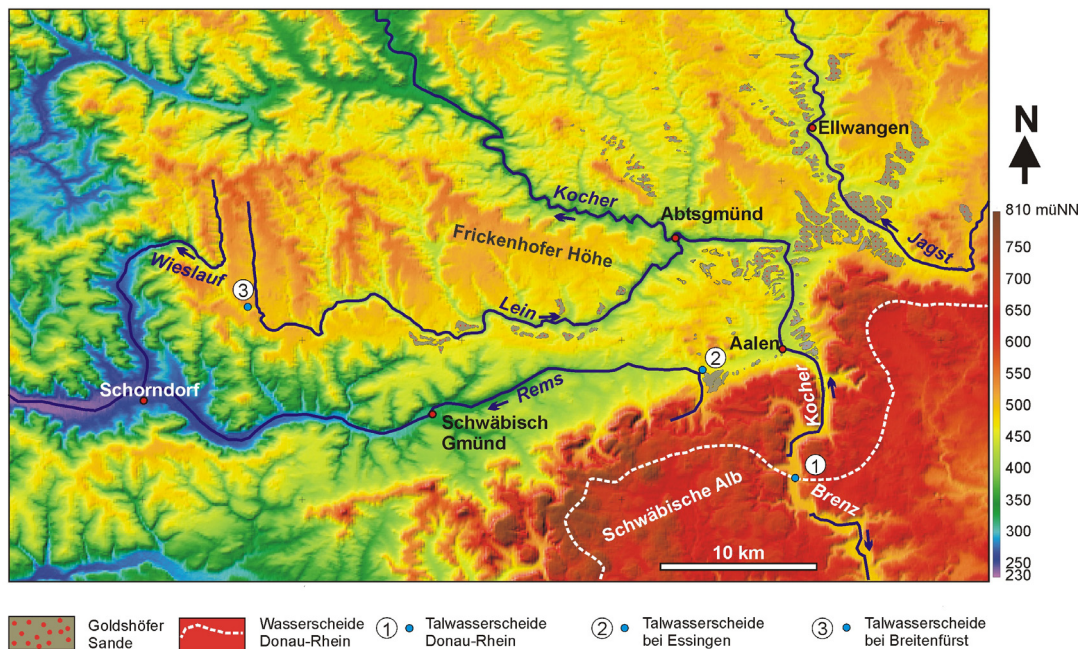 Ellwangen
N
Kocher
Abtsgmünd
810 müNN
Frickenhofer Höhe
750
Jagst
Wieslauf
700
3
650
Lein
600
Aalen
2
550
Schorndorf
Rems
500
Kocher
Schwäbisch
Gmünd
450
1
400
Schwäbische Alb
Brenz
350
10 km
300
250
230
Goldshöfer
Sande
Wasserscheide
Donau-Rhein
1
Talwasserscheide
Donau-Rhein
2
Talwasserscheide
bei Essingen
3
Talwasserscheide
bei Breitenfürst